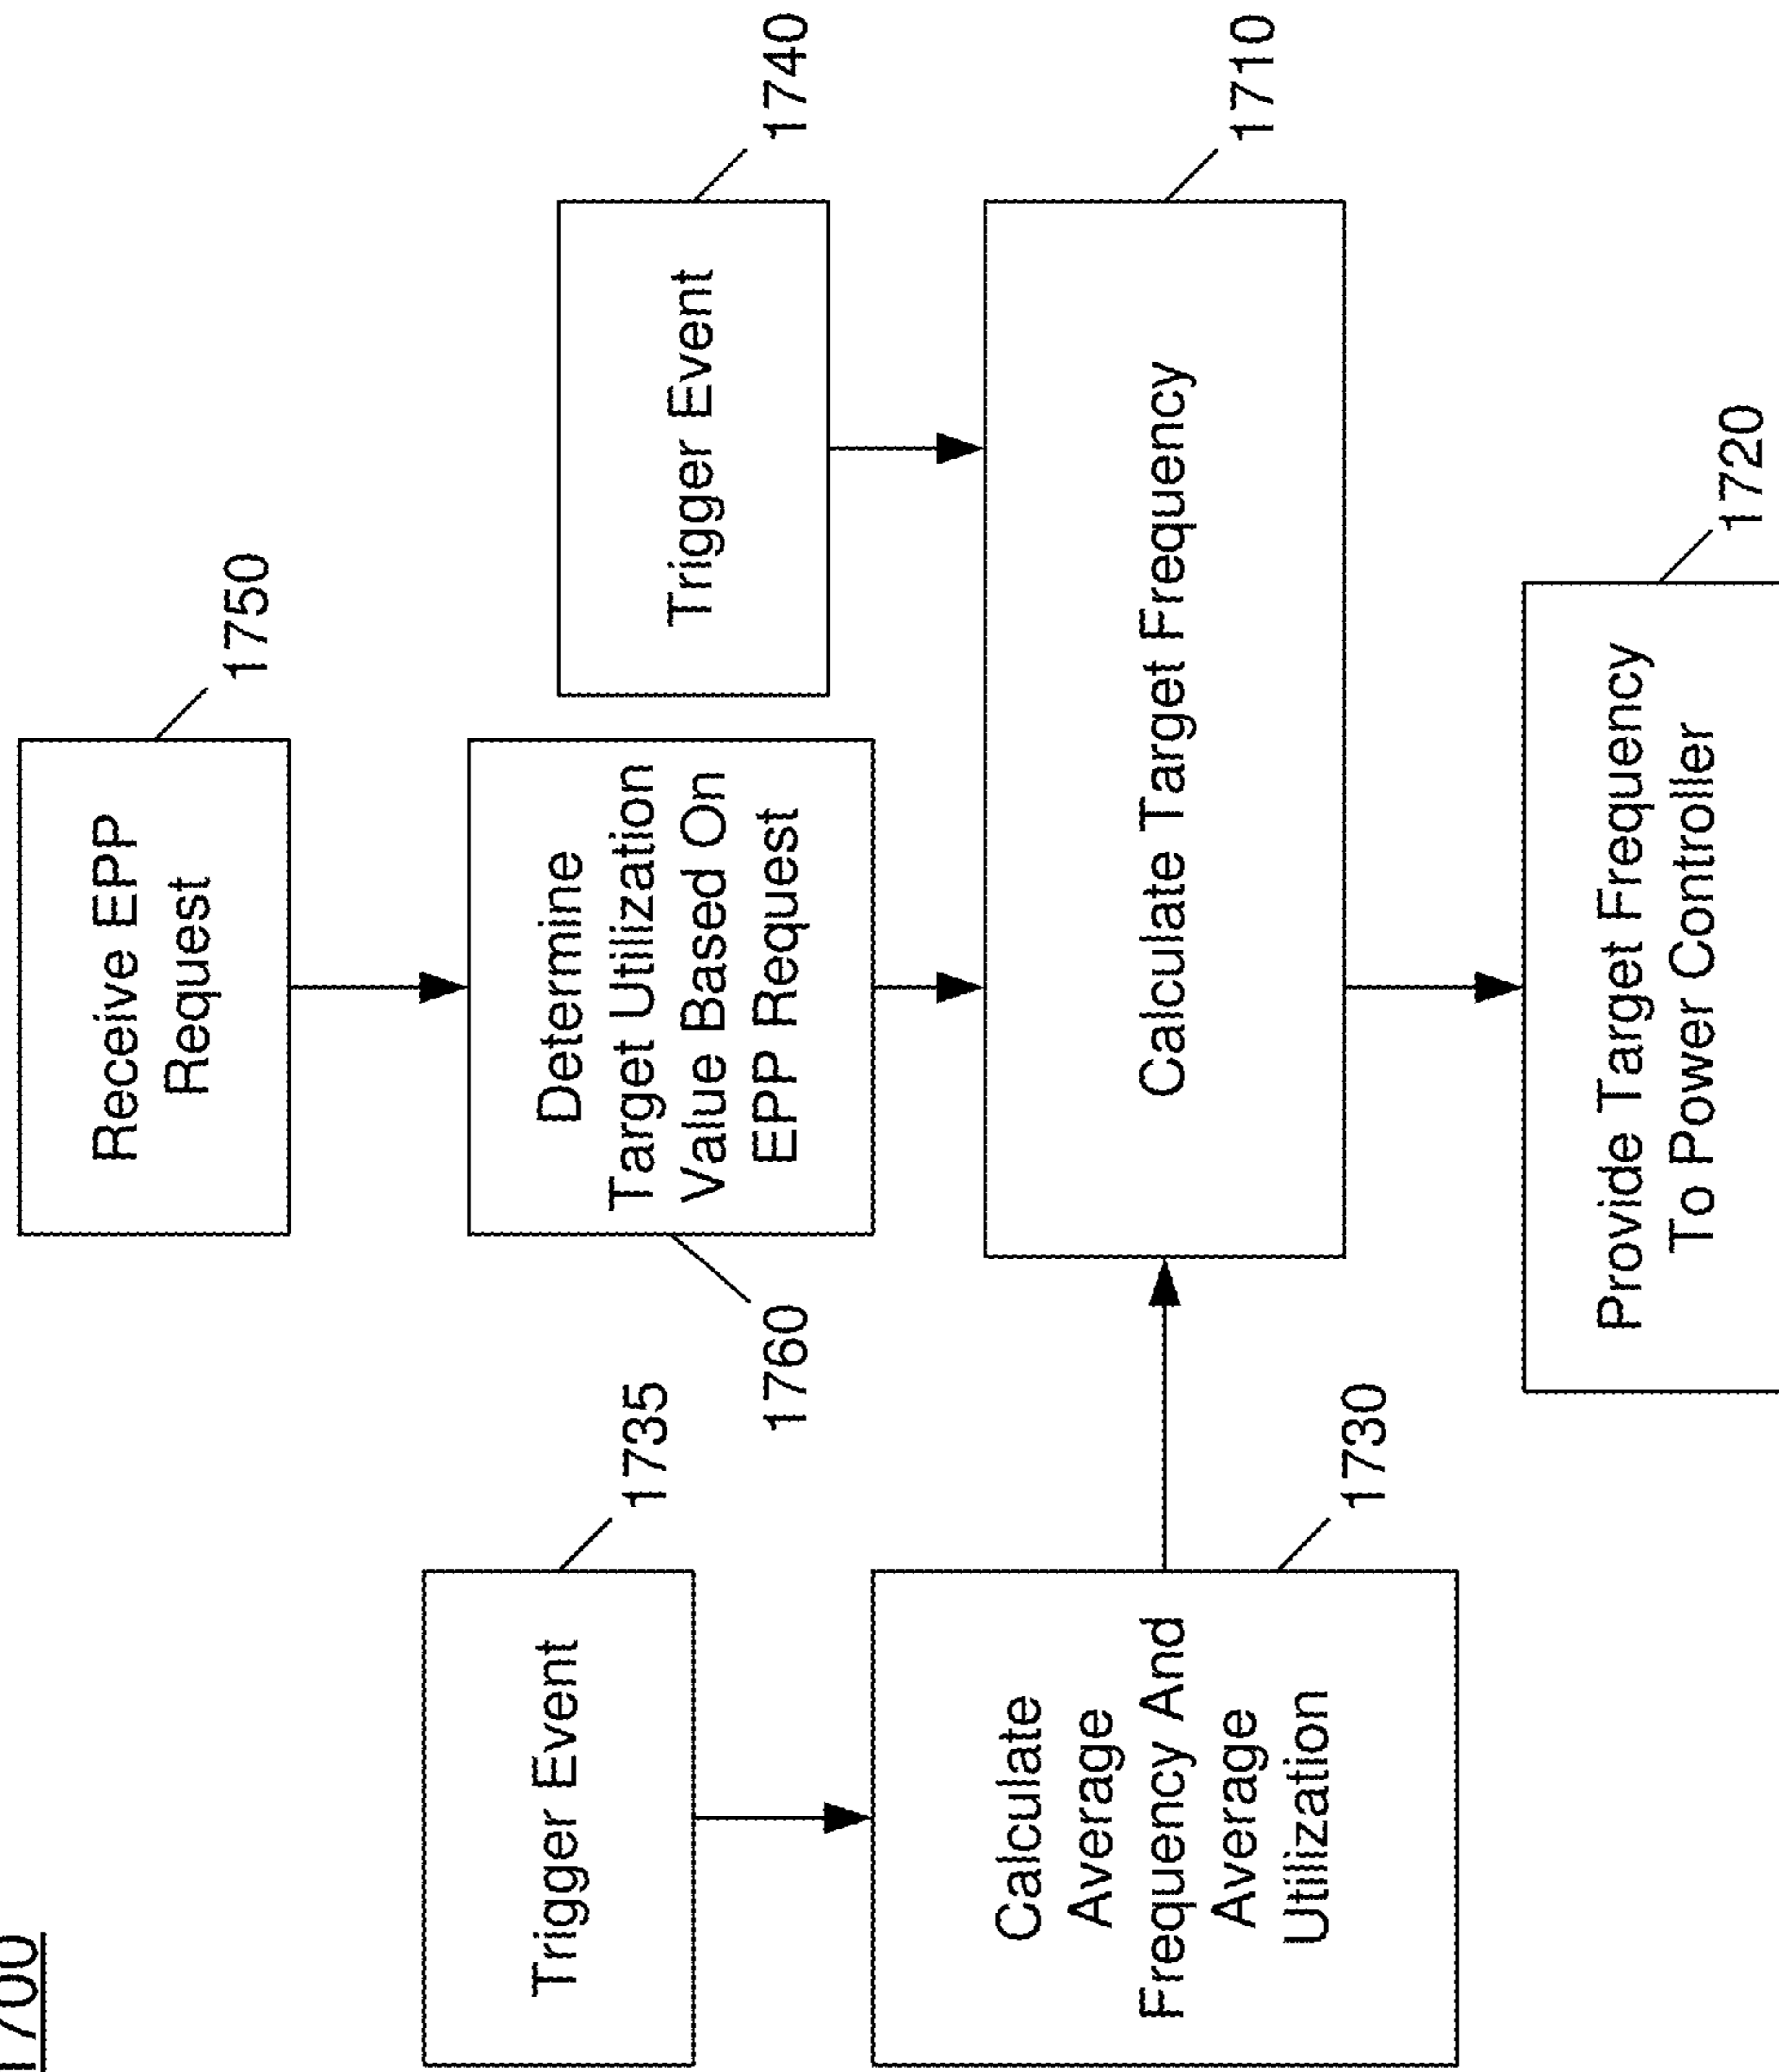 1700
Receive EPP
Request
1750
Trigger Event
1735
Determine
Target Utilization
Value Based On
EPP Request
1760
Trigger Event
1740
Calculate
Average
Frequency And
Average
Utilization
1730
Calculate Target Frequency
1710
Provide Target Frequency
To Power Controller
1720